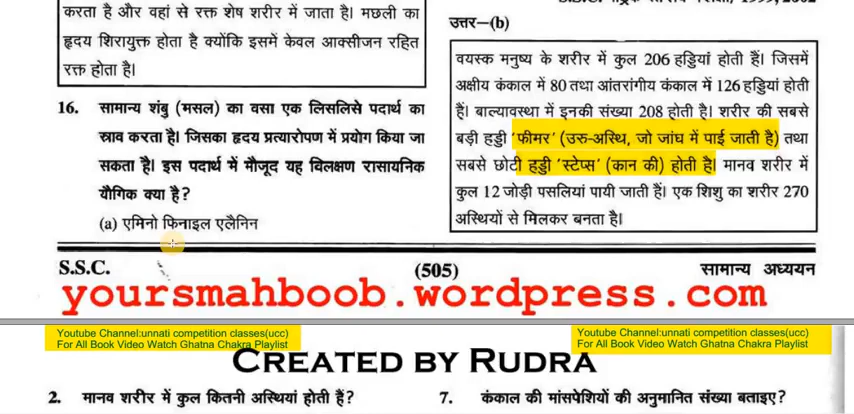 करता है और वहां से रक्त शेष शरीर में जाता है। मछली का
हृदय शिरायुक्त होता है क्योंकि इसमें केवल आक्सीजन रहित
रक्त होता है।
16. सामान्य शंबु (मसल) का वसा एक लिसलिसे पदार्थ का
स्राव करता है। जिसका हृदय प्रत्यारोपण में प्रयोग किया जा
सकता है। इस पदार्थ में मौजूद यह विलक्षण रासायनिक
यौगिक क्या है?
(a) एमिनो फिनाइल एलैनिन
उत्तर–(b)
वयस्क मनुष्य के शरीर में कुल 206 हड्डियां होती हैं। जिसमें
अक्षीय कंकाल में 80 तथा आंतरांगीय कंकाल में 126 हड्डियां होती
हैं। बाल्यावस्था में इनकी संख्या 208 होती है। शरीर की सबसे
बड़ी हड्डी 'फीमर' (उरु-अस्थि, जो जांघ में पाई जाती है) तथा
सबसे छोटी हड्डी 'स्टेप्स' (कान की) होती है। मानव शरीर में
कुल 12 जोड़ी पसलियां पायी जाती हैं। एक शिशु का शरीर 270
अस्थियों से मिलकर बनता है।
S.S.C. (505) सामान्य अध्ययन
yoursmahboob.wordpress.com
Youtube Channel:unnati competition classes(ucc)
For All Book Video Watch Ghatna Chakra Playlist
Youtube Channel:unnati competition classes(ucc)
For All Book Video Watch Ghatna Chakra Playlist
CREATED BY RUDRA
2. मानव शरीर में कुल कितनी अस्थियां होती हैं?
7. कंकाल की मांसपेशियों की अनुमानित संख्या बताइए?